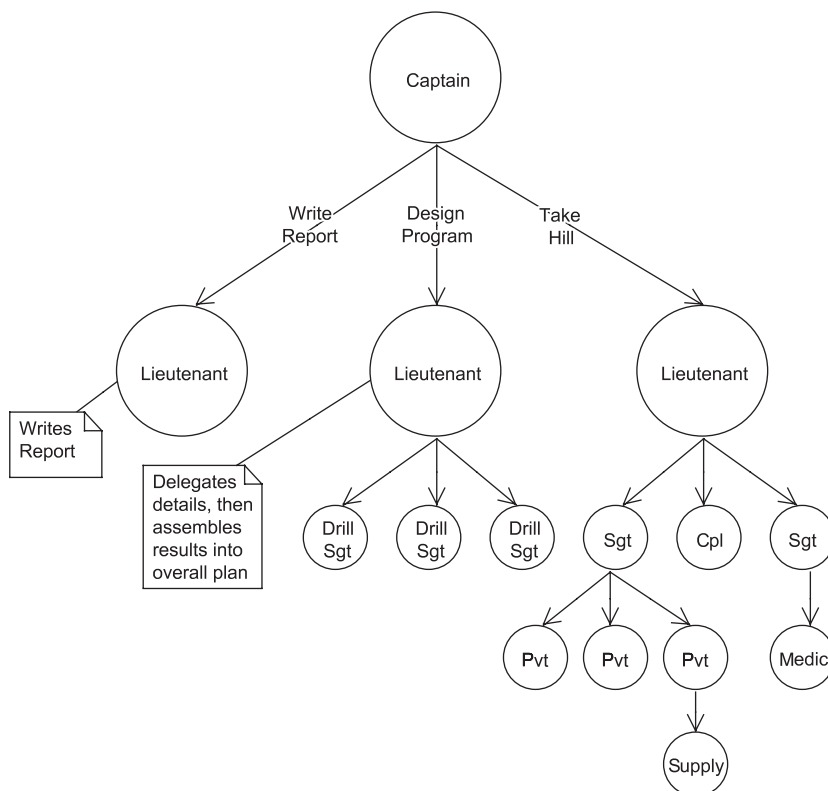 Captain
Write
Report
Design
Program
Take
Hill
Lieutenant
Lieutenant
Lieutenant
Writes
Report
Delegates
details, then
assembles
results into
overall plan
Drill
Sgt
Drill
Sgt
Drill
Sgt
Sgt
Cpl
Sgt
Pvt
Pvt
Pvt
Medic
Supply